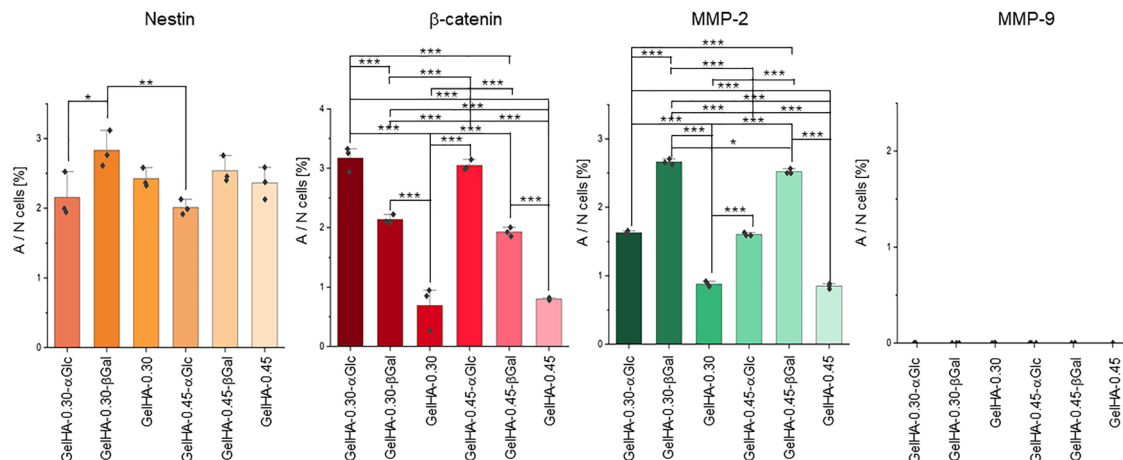 Nestin
β-catenin
MMP-2
MMP-9
A / N cells [%]
0
1
2
3
*
**
GelHA-0.30-αGlc
GelHA-0.30-βGal
GelHA-0.30
GelHA-0.45-αGlc
GelHA-0.45-βGal
GelHA-0.45
A / N cells [%]
0
1
2
3
4
***
***
***
***
***
***
***
***
***
***
***
***
***
GelHA-0.30-αGlc
GelHA-0.30-βGal
GelHA-0.30
GelHA-0.45-αGlc
GelHA-0.45-βGal
GelHA-0.45
A / N cells [%]
0
1
2
3
***
***
***
***
***
***
***
***
***
***
***
*
***
GelHA-0.30-αGlc
GelHA-0.30-βGal
GelHA-0.30
GelHA-0.45-αGlc
GelHA-0.45-βGal
GelHA-0.45
A / N cells [%]
0
1
2
GelHA-0.30-αGlc
GelHA-0.30-βGal
GelHA-0.30
GelHA-0.45-αGlc
GelHA-0.45-βGal
GelHA-0.45